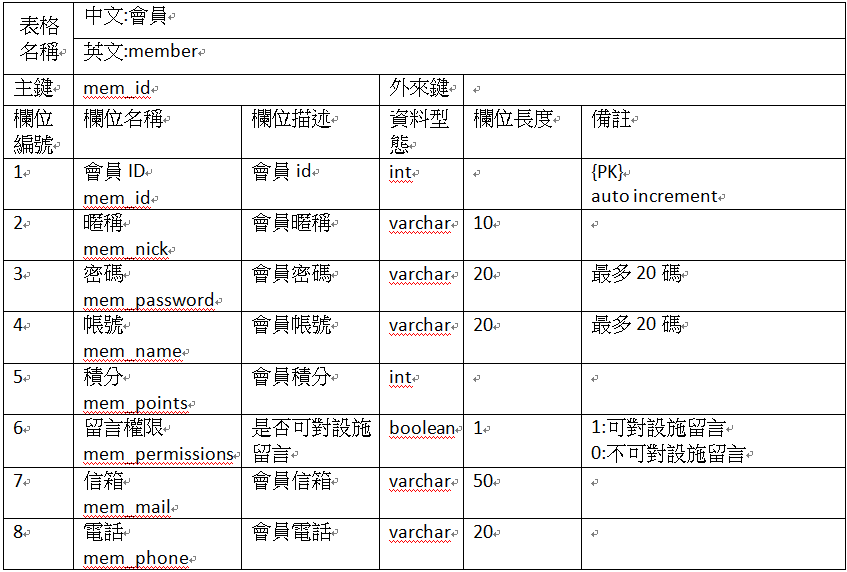 表格
名稱
中文:會員
英文:member
主鍵
mem_id
外來鍵
欄位
編號
欄位名稱
欄位描述
資料型
態
欄位長度
備註
1
會員 ID
mem_id
會員 id
int
{PK}
auto increment
2
暱稱
mem_nick
會員暱稱
varchar
10
3
密碼
mem_password
會員密碼
varchar
20
最多 20 碼
4
帳號
mem_name
會員帳號
varchar
20
最多 20 碼
5
積分
mem_points
會員積分
int
6
留言權限
mem_permissions
是否可對設施
留言
boolean
1
1:可對設施留言
0:不可對設施留言
7
信箱
mem_mail
會員信箱
varchar
50
8
電話
mem_phone
會員電話
varchar
20